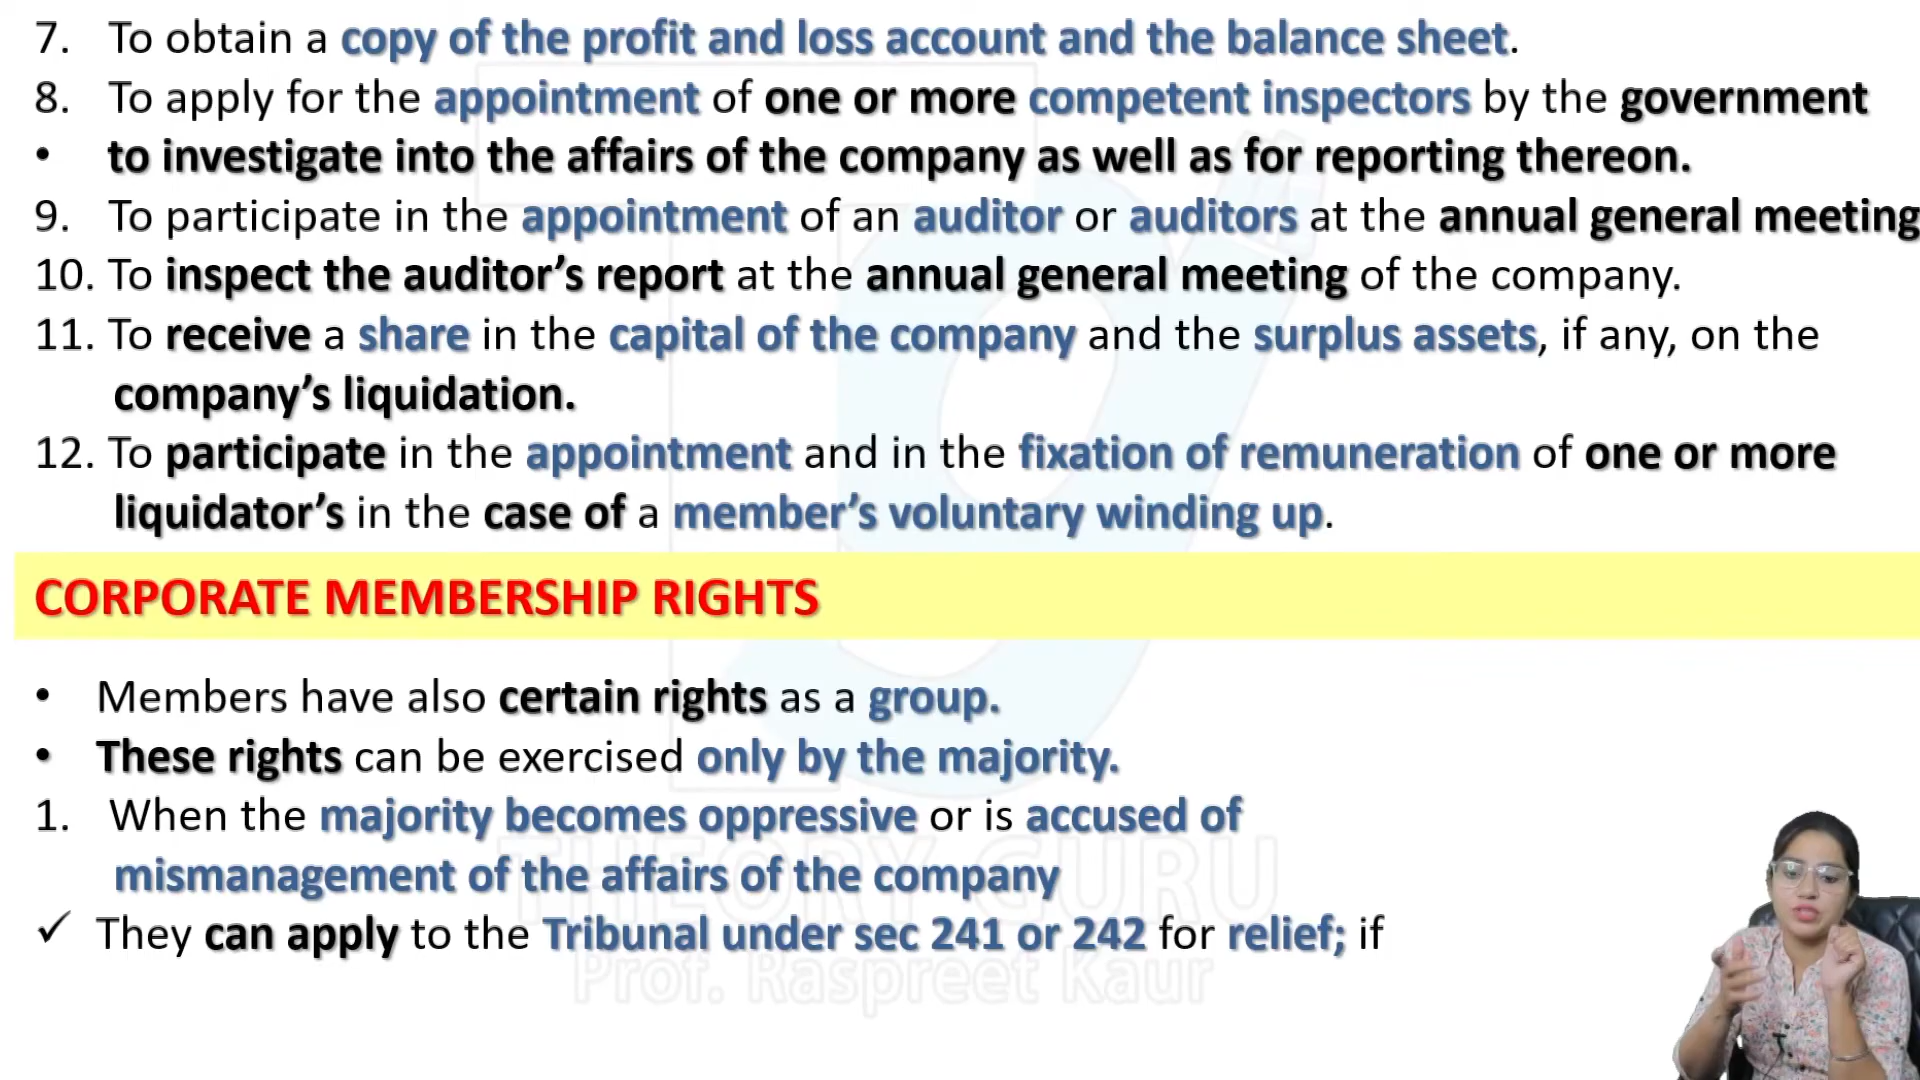 7. To obtain a copy of the profit and loss account and the balance sheet.
8. To apply for the appointment of one or more competent inspectors by the government
• to investigate into the affairs of the company as well as for reporting thereon.
9. To participate in the appointment of an auditor or auditors at the annual general meeting
10. To inspect the auditor’s report at the annual general meeting of the company.
11. To receive a share in the capital of the company and the surplus assets, if any, on the
company’s liquidation.
12. To participate in the appointment and in the fixation of remuneration of one or more
liquidator’s in the case of a member’s voluntary winding up.
CORPORATE MEMBERSHIP RIGHTS
• Members have also certain rights as a group.
• These rights can be exercised only by the majority.
1. When the majority becomes oppressive or is accused of
mismanagement of the affairs of the company
✓ They can apply to the Tribunal under sec 241 or 242 for relief; if
THEORY GURU
Prof. Raspreet Kaur